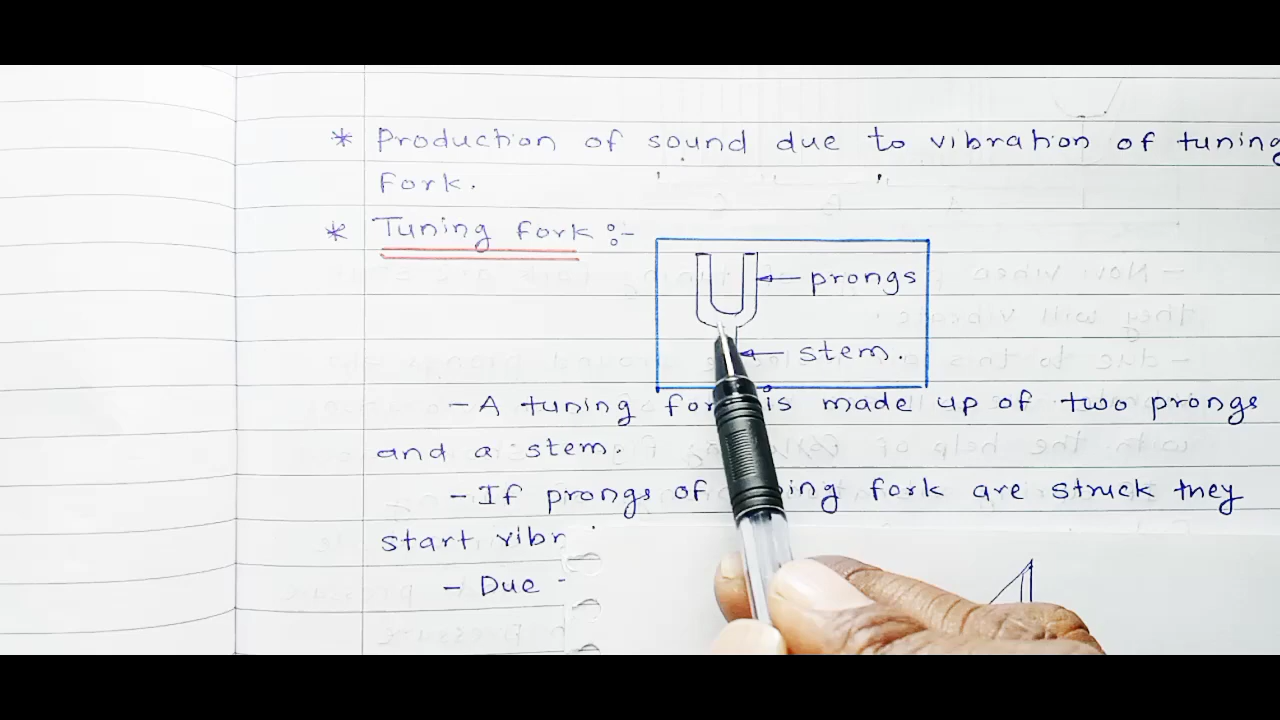 * Production of sound due to vibration of tuning
fork.
* Tuning fork :-
prongs
stem.
- A tuning for is made up of two prongs
and a stem.
- If prongs of ing fork are struck they
start vibr
- Due